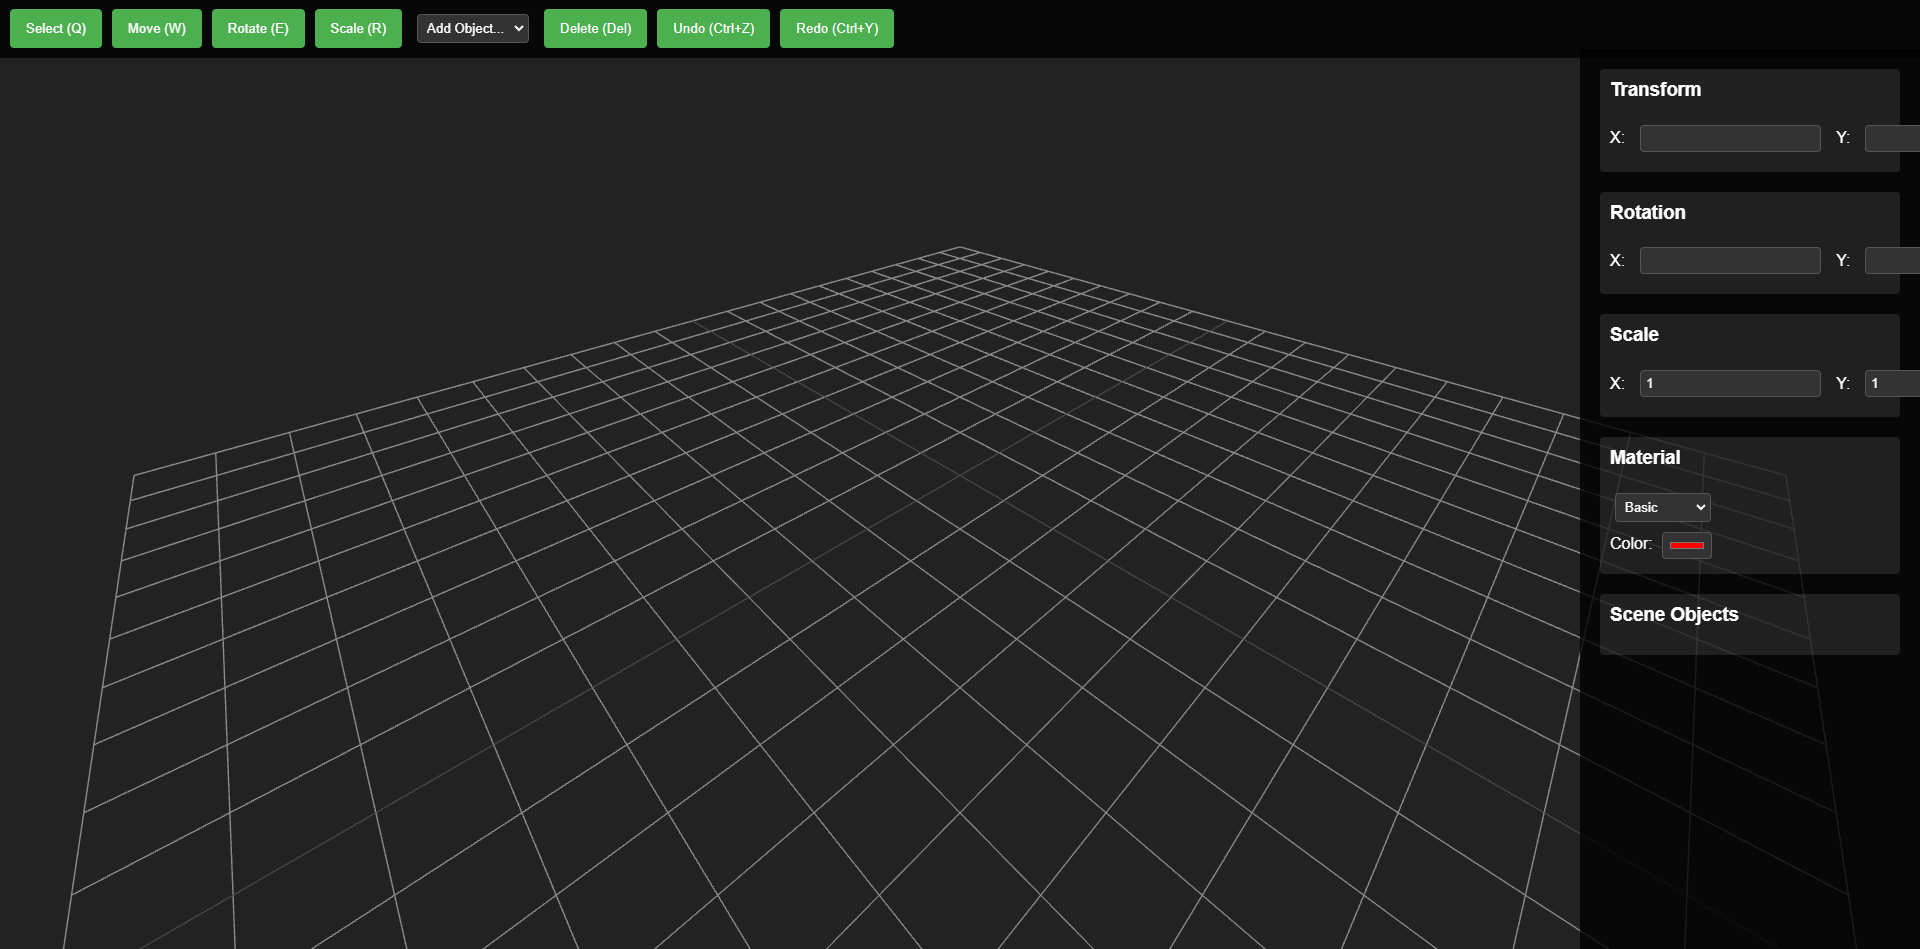 Select (Q) Move (W) Rotate (E) Scale (R) Add Object... Delete (Del) Undo (Ctrl+Z) Redo (Ctrl+Y)
Transform
X: Y:
Rotation
X: Y:
Scale
X: 1 Y: 1
Material
Basic
Color:
Scene Objects